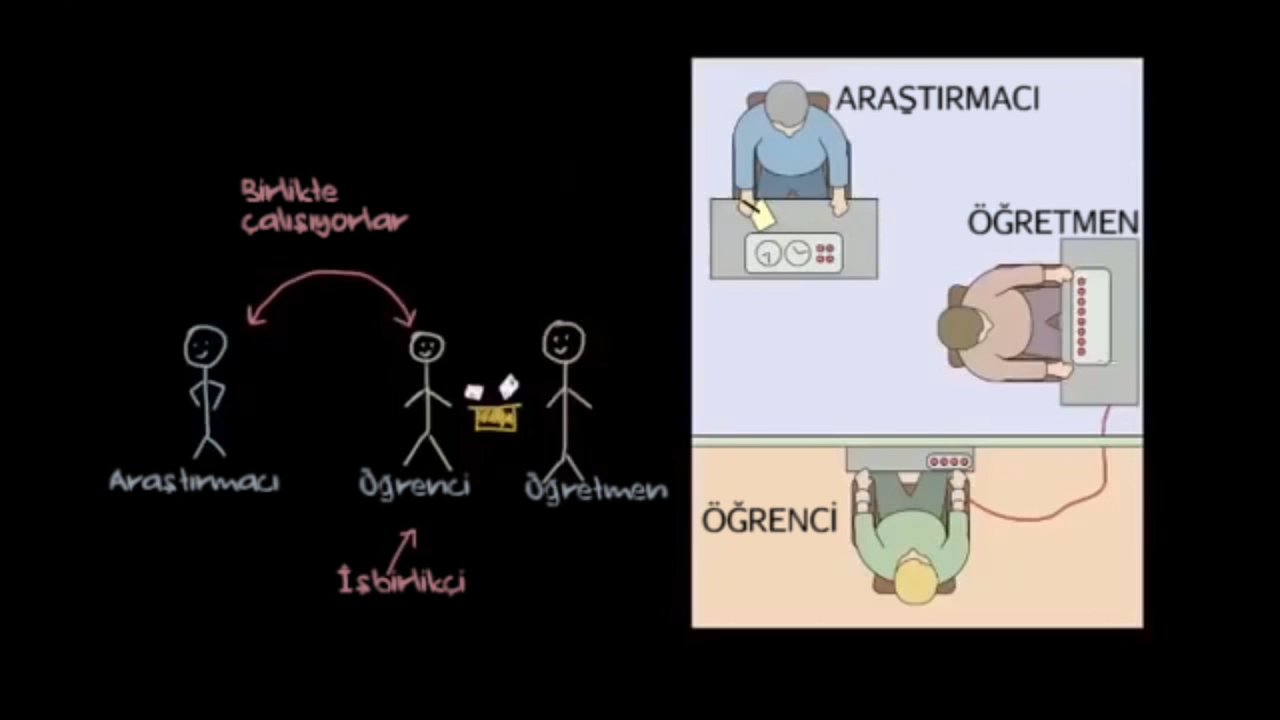 Birlikte
çalışıyorlar
Araştırmacı
Öğrenci
Öğretmen
İşbirlikçi
ARAŞTIRMACI
ÖĞRETMEN
ÖĞRENCİ